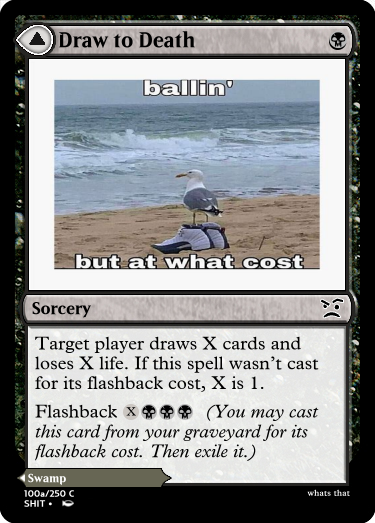 Draw to Death
ballin'
but at what cost
Sorcery
Target player draws X cards and
loses X life. If this spell wasn't cast
for its flashback cost, X is 1.
Flashback X (You may cast
this card from your graveyard for its
flashback cost. Then exile it.)
Swamp
100a/250 C
SHIT •
whats that